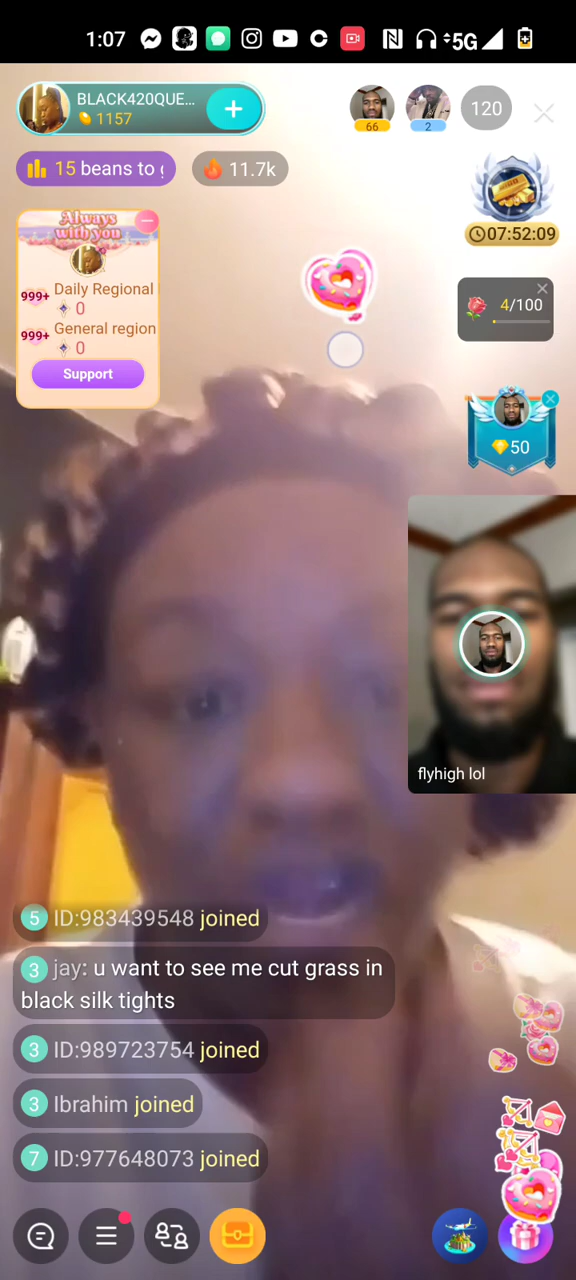 1:07
5G
BLACK420QUE...
1157
66
2
120
15 beans to
11.7k
07:52:09
Always
with you
999+
Daily Regional
0
999+
General region
0
Support
4/100
50
flyhigh lol
5 ID:983439548 joined
3 jay: u want to see me cut grass in
black silk tights
3 ID:989723754 joined
3 Ibrahim joined
7 ID:977648073 joined